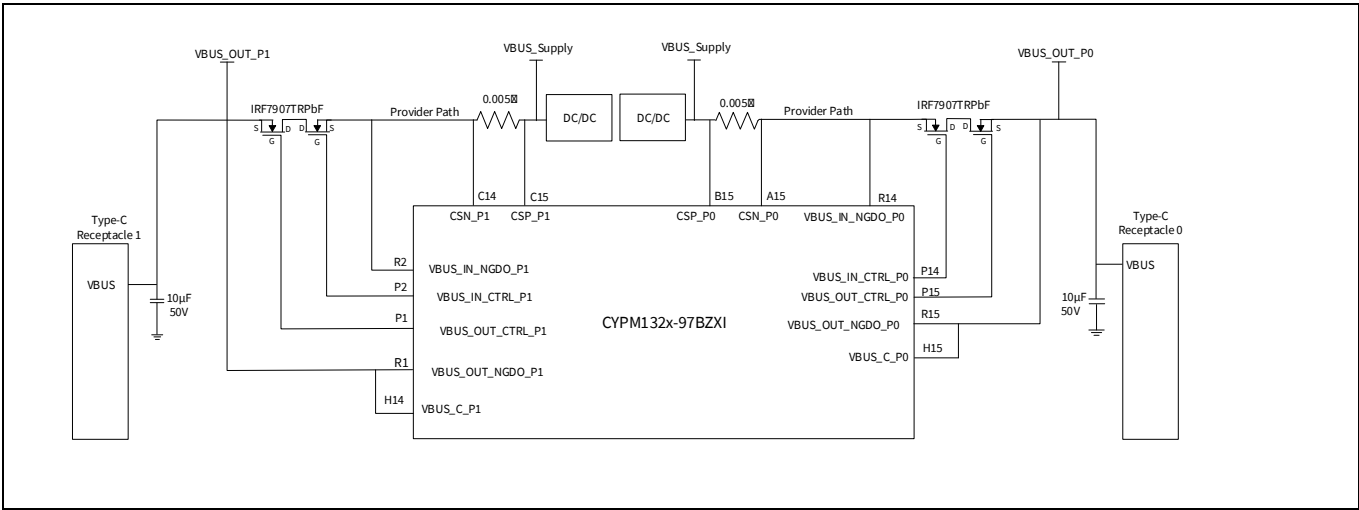 VBUS_OUT_P1
VBUS_Supply
VBUS_Supply
VBUS_OUT_P0
IRF7907TRPbF
Provider Path
0.005
DC/DC
DC/DC
0.005
Provider Path
IRF7907TRPbF
S
G
D
D
G
S
S
G
D
D
G
S
C14
C15
B15
A15
R14
CSN_P1
CSP_P1
CSP_P0
CSN_P0
VBUS_IN_NGDO_P0
Type-C
Receptacle 1
VBUS
10µF
50V
R2
VBUS_IN_NGDO_P1
P2
VBUS_IN_CTRL_P1
P1
VBUS_OUT_CTRL_P1
R1
VBUS_OUT_NGDO_P1
H14
VBUS_C_P1
CYPM132x-97BZXI
VBUS_IN_CTRL_P0
P14
VBUS_OUT_CTRL_P0
P15
VBUS_OUT_NGDO_P0
R15
VBUS_C_P0
H15
10µF
50V
Type-C
Receptacle 0
VBUS